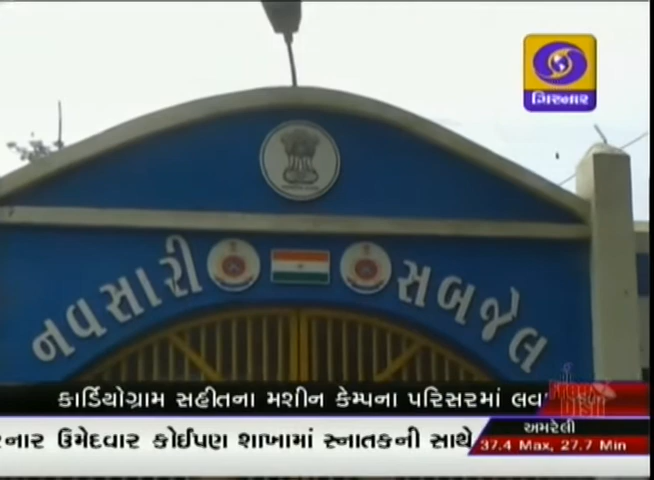 ગિરનાર
નવસારી સબજેલ
કાર્ડિયોગ્રામ સહીતના મશીન કેમ્પના પરિસરમાં
ઉમેદવાર કોઈપણ શાખામાં સ્નાતકની સાથે
અમરેલી
37.4 Max, 27.7 Min